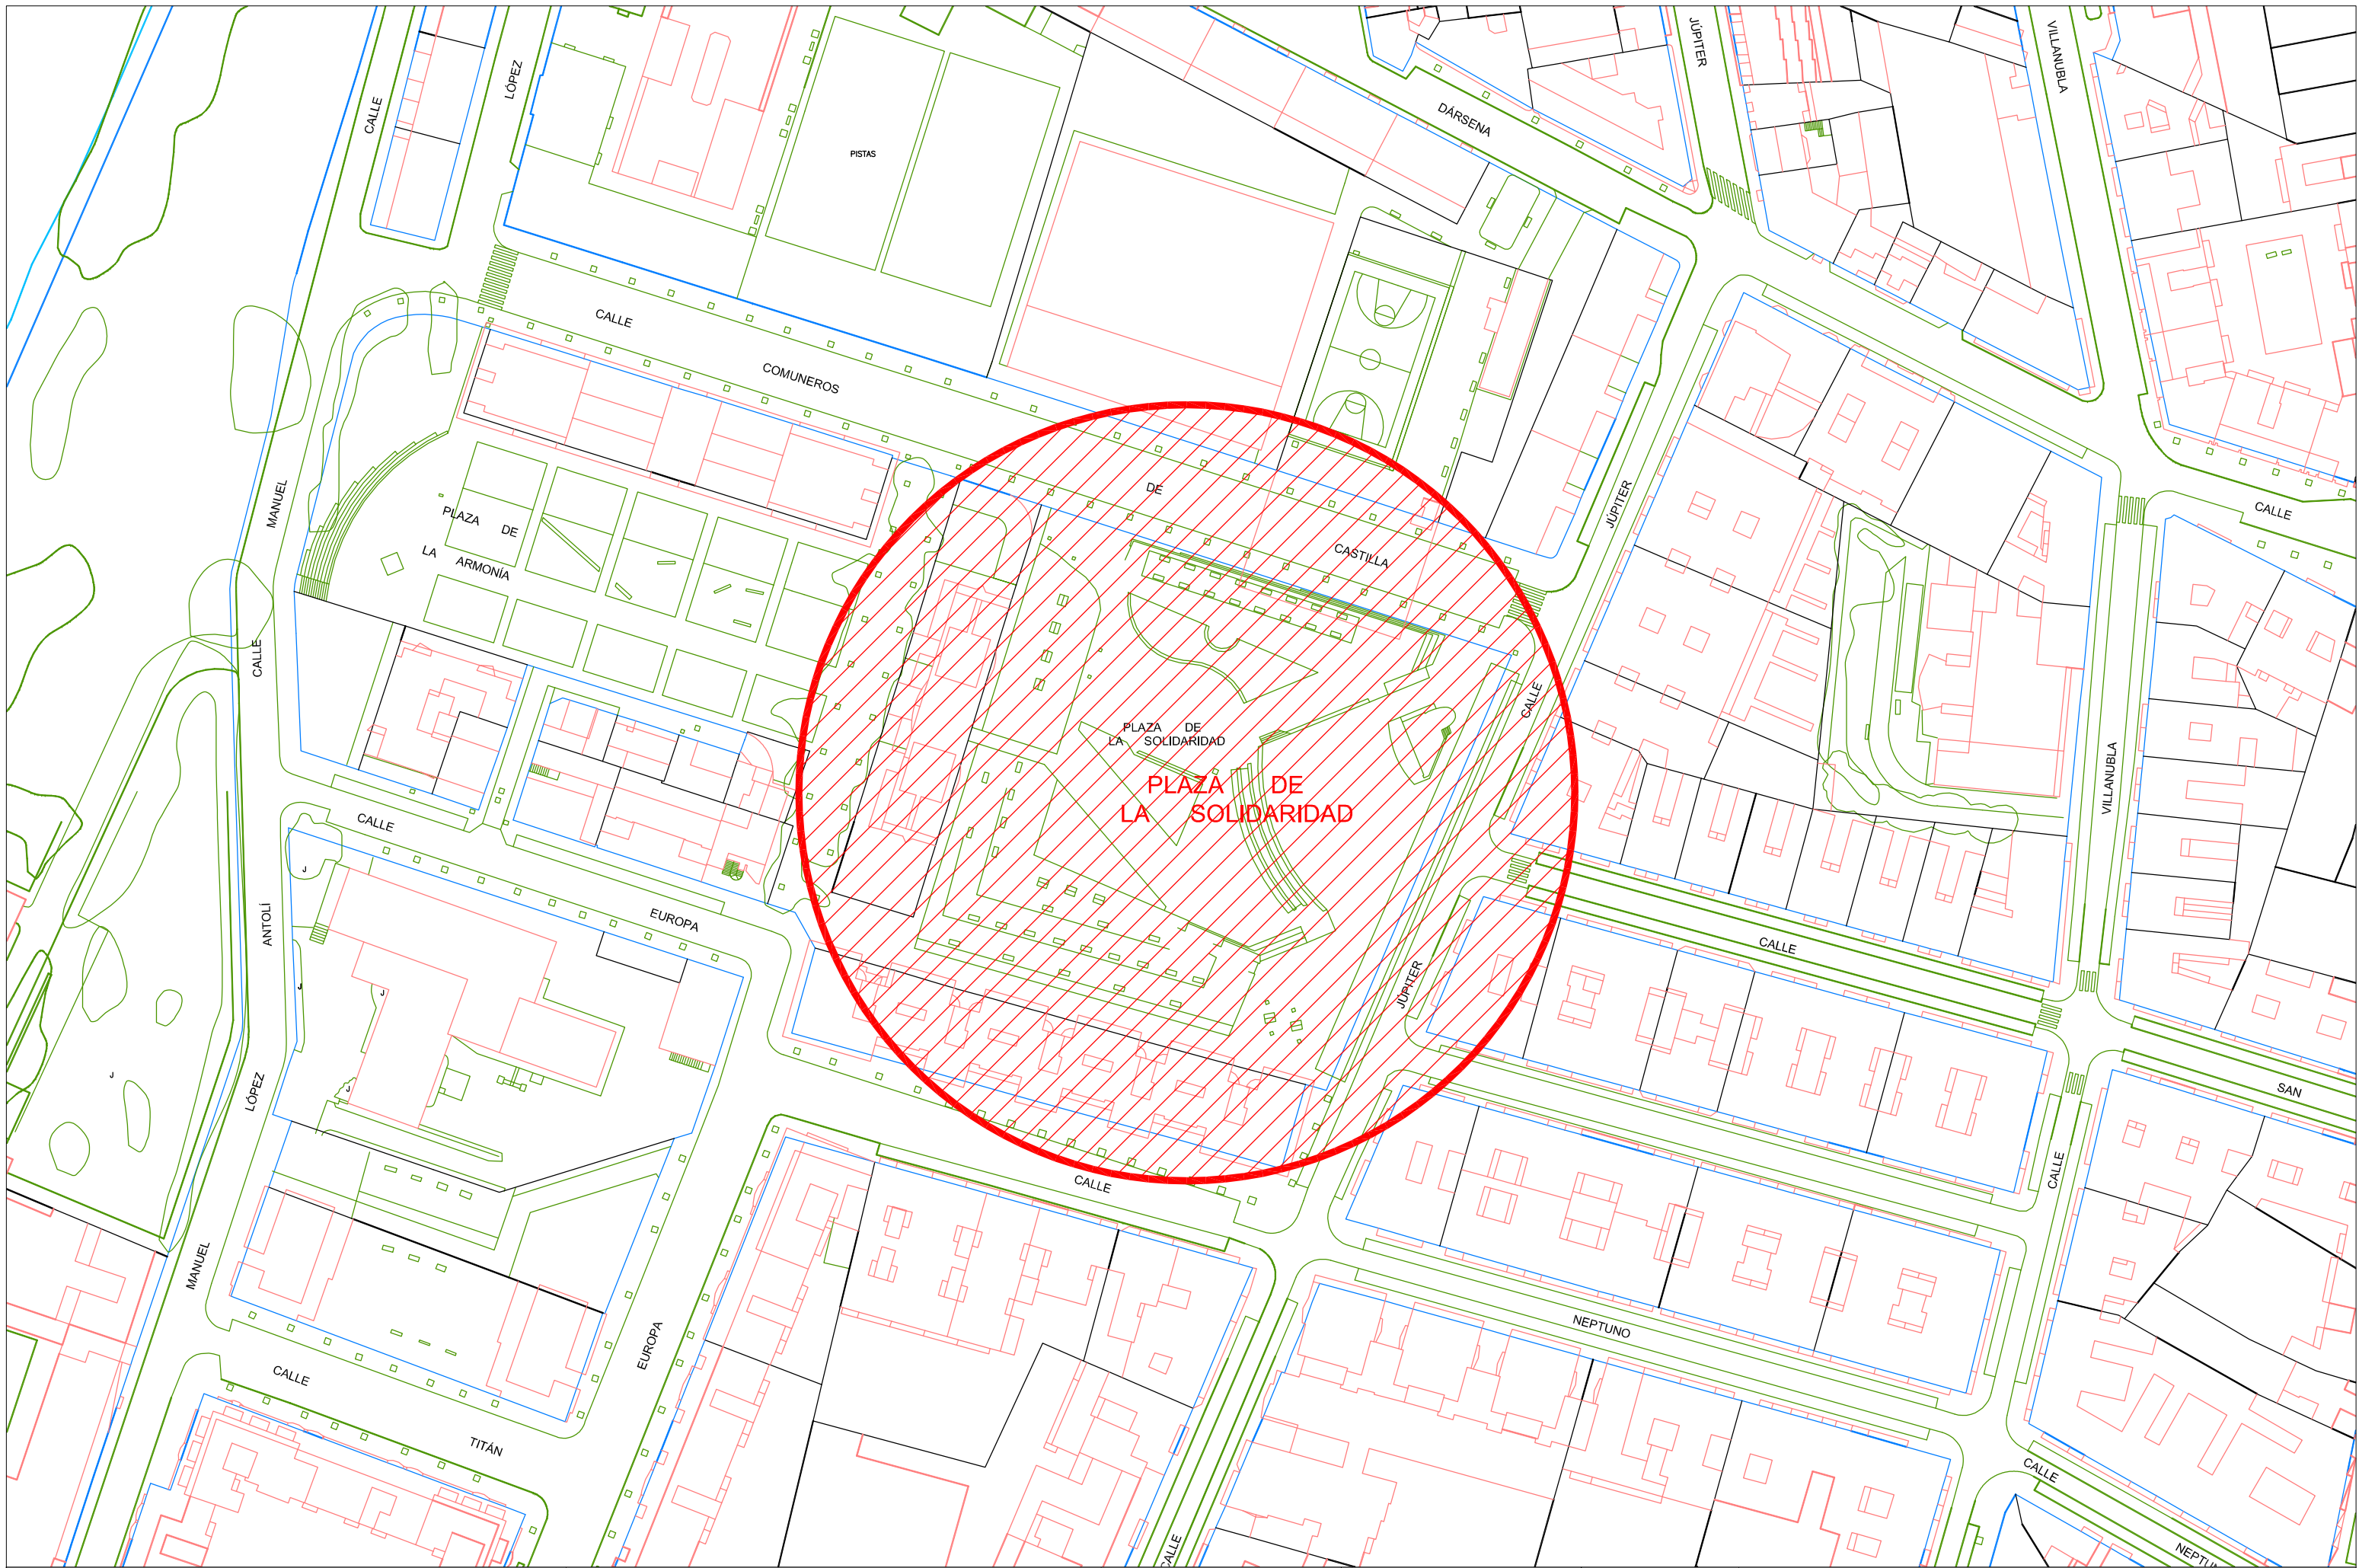 JÚPITER
VILLANUBLA
CALLE
LÓPEZ
DÁRSENA
PISTAS
CALLE
COMUNEROS
DE
CASTILLA
MANUEL
PLAZA DE
LA ARMONÍA
JÚPITER
CALLE
CALLE
CALLE
PLAZA DE
LA SOLIDARIDAD
PLAZA DE
LA SOLIDARIDAD
VILLANUBLA
CALLE
J
EUROPA
ANTOLÍ
CALLE
JÚPITER
J
J
J
J
LÓPEZ
SAN
CALLE
CALLE
MANUEL
NEPTUNO
EUROPA
CALLE
TITÁN
CALLE
CALLE